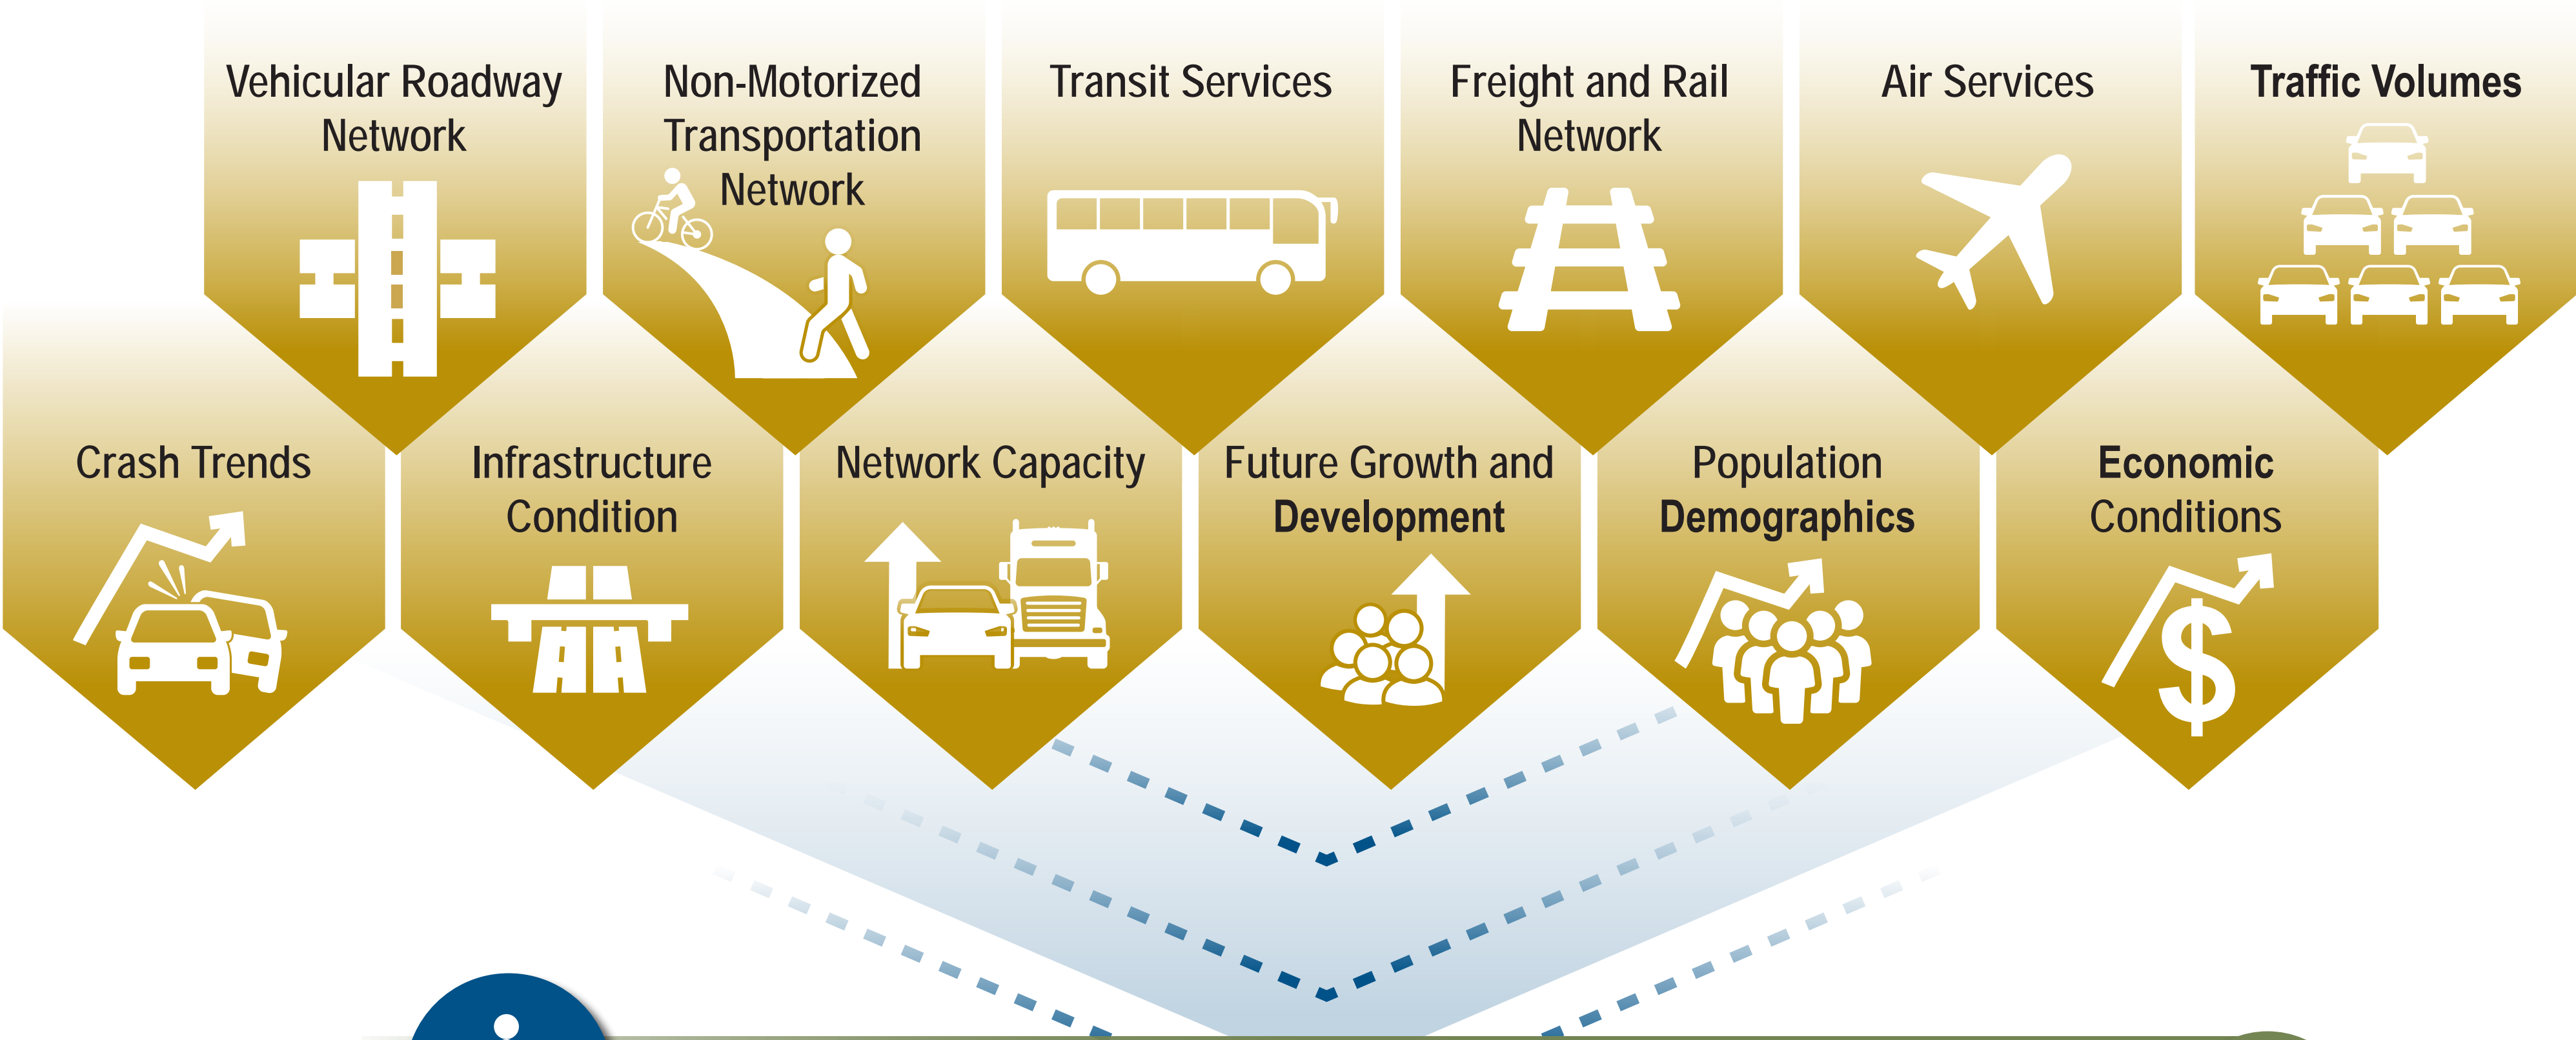 Vehicular Roadway
Network
Non-Motorized
Transportation
Network
Transit Services
Freight and Rail
Network
Air Services
Traffic Volumes
Crash Trends
Infrastructure
Condition
Network Capacity
Future Growth and
Development
Population
Demographics
Economic
Conditions
$